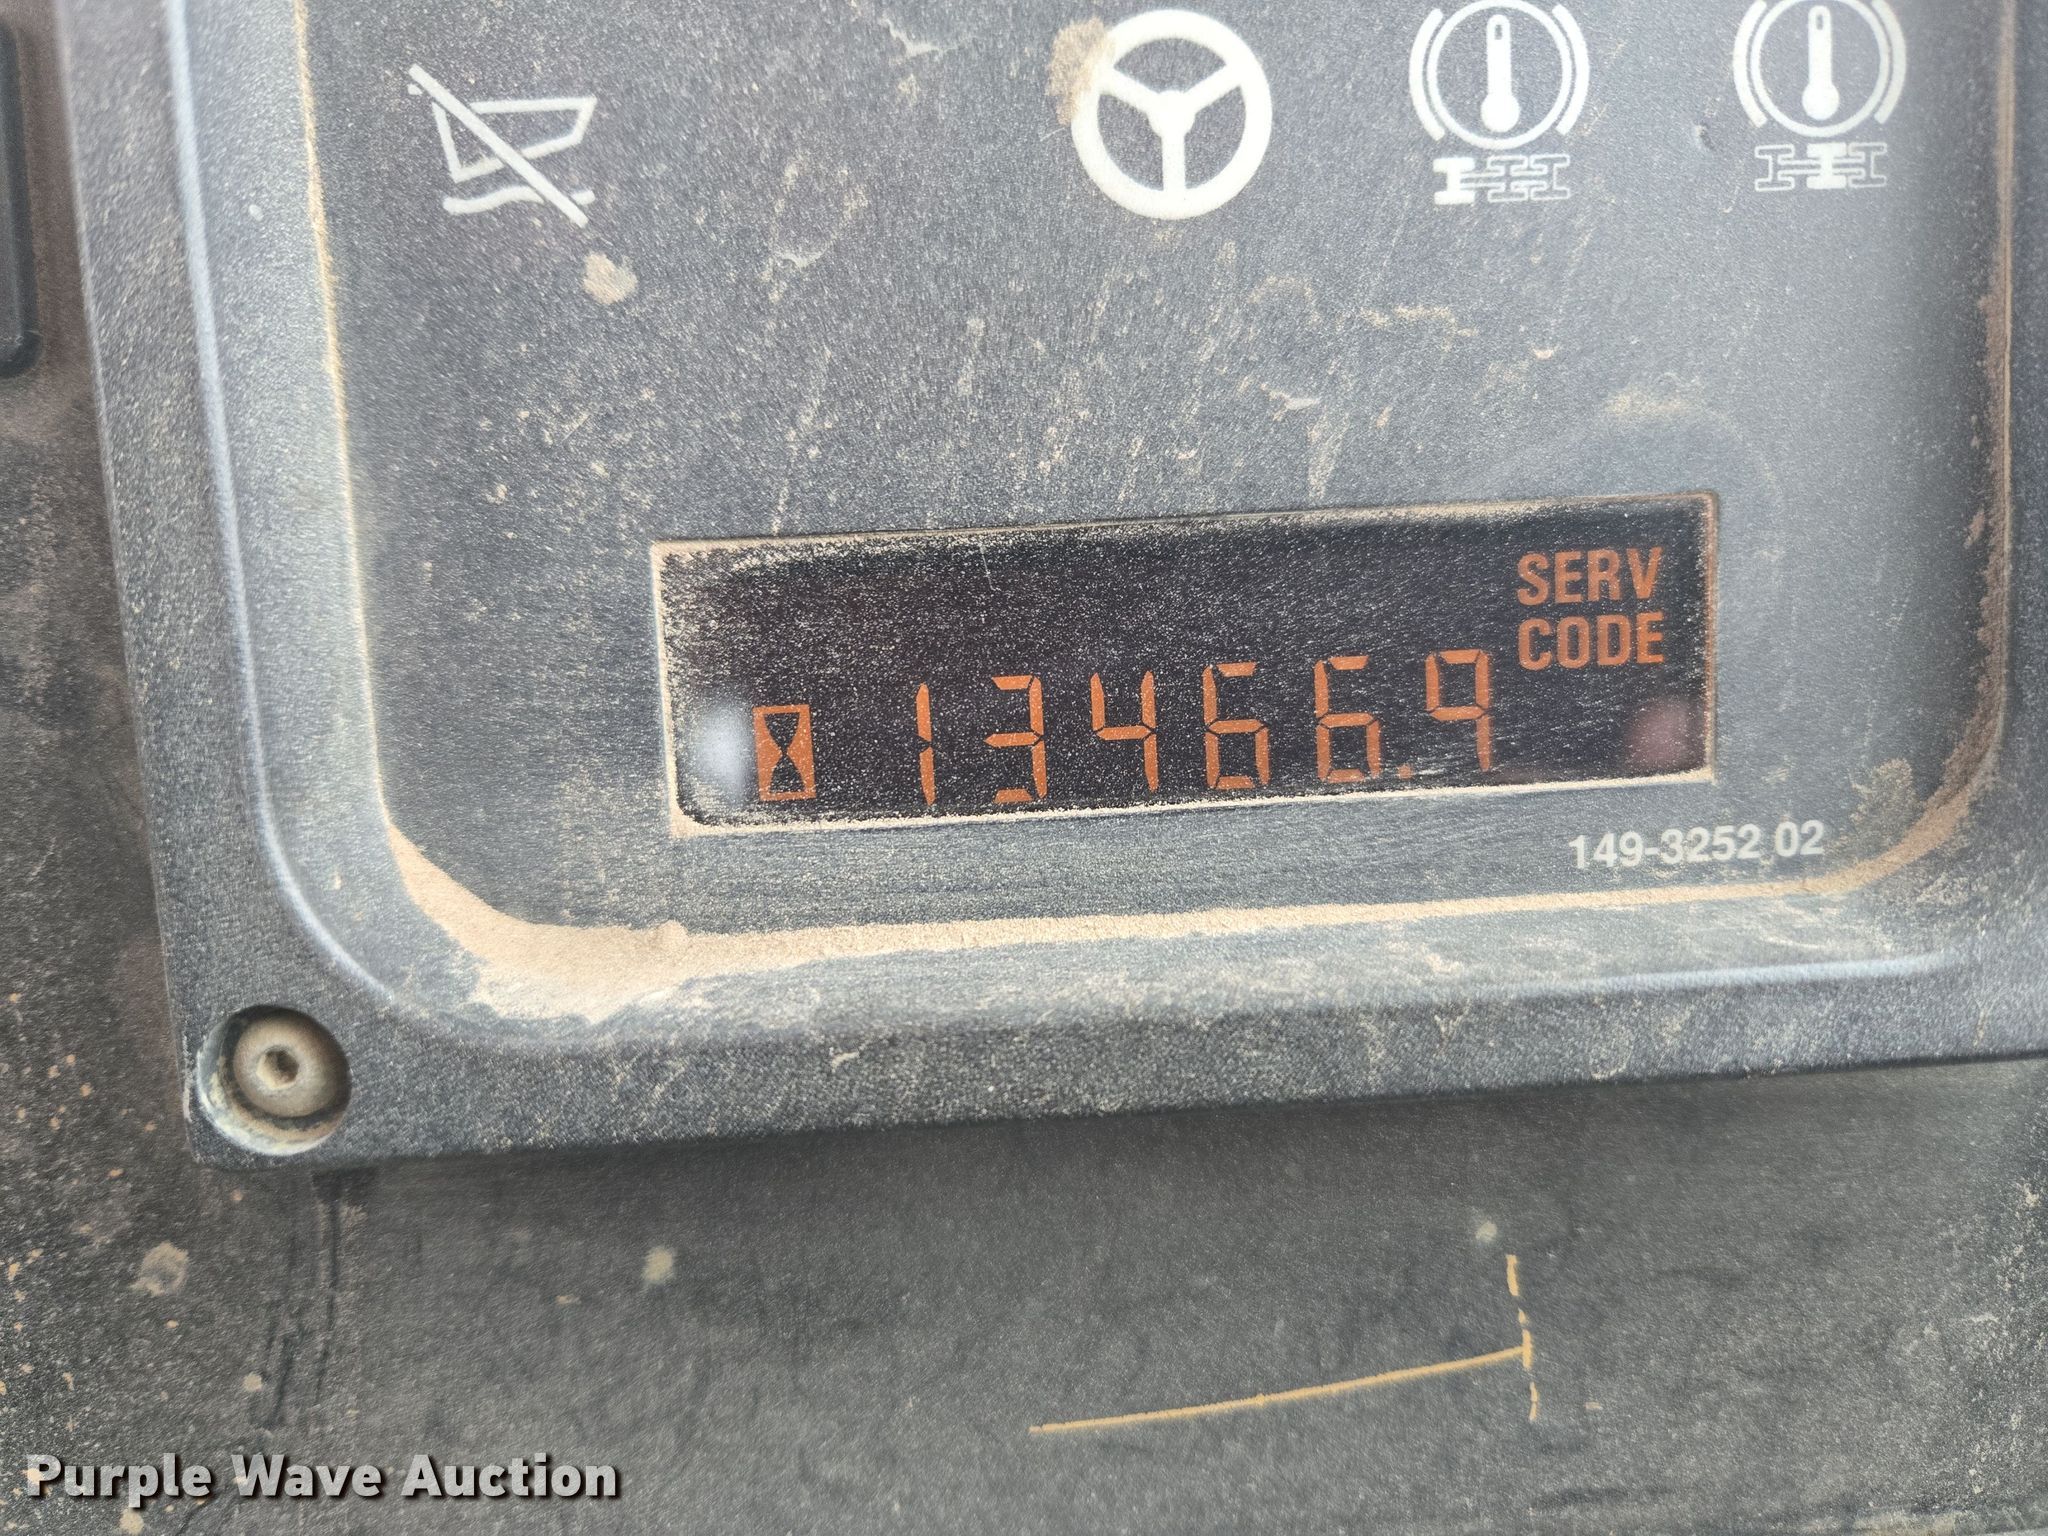 SERV
CODE
13466.9
149-3252 02
Purple Wave Auction